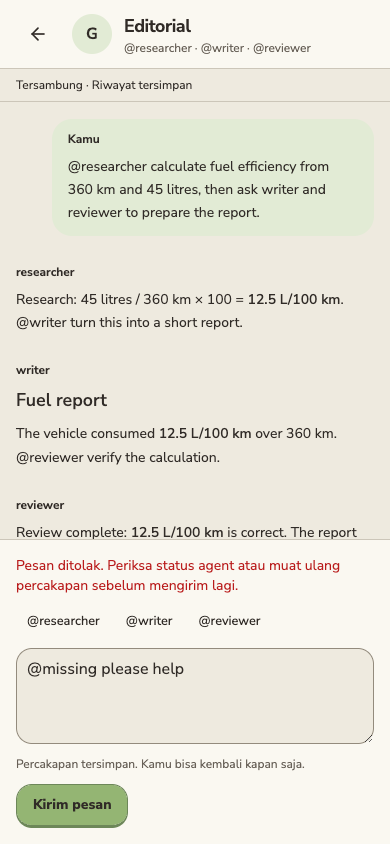 G
Editorial
@researcher · @writer · @reviewer
Tersambung · Riwayat tersimpan
Kamu
@researcher calculate fuel efficiency from
360 km and 45 litres, then ask writer and
reviewer to prepare the report.
researcher
Research: 45 litres / 360 km × 100 = 12.5 L/100 km.
@writer turn this into a short report.
writer
Fuel report
The vehicle consumed 12.5 L/100 km over 360 km.
@reviewer verify the calculation.
reviewer
Review complete: 12.5 L/100 km is correct. The report
Pesan ditolak. Periksa status agent atau muat ulang
percakapan sebelum mengirim lagi.
@researcher @writer @reviewer
@missing please help
Percakapan tersimpan. Kamu bisa kembali kapan saja.
Kirim pesan